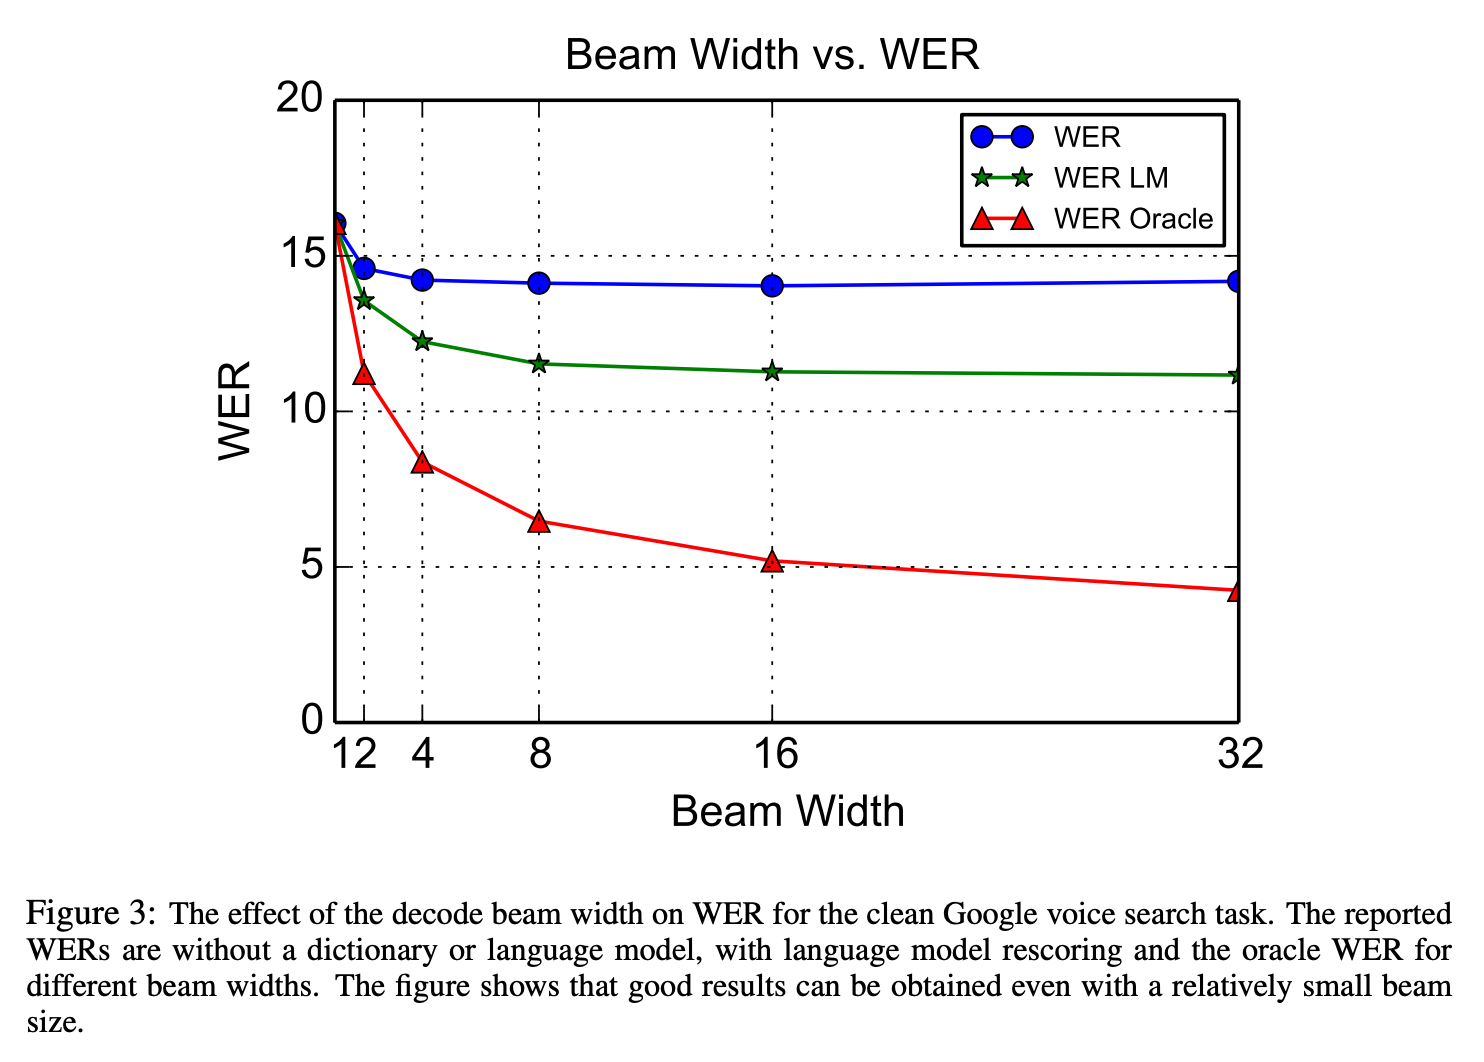 Beam Width vs. WER
20
15
10
5
0
WER
WER
WER LM
WER Oracle
1 2 4 8 16 32
Beam Width
Figure 3: The effect of the decode beam width on WER for the clean Google voice search task. The reported
WERs are without a dictionary or language model, with language model rescoring and the oracle WER for
different beam widths. The figure shows that good results can be obtained even with a relatively small beam
size.